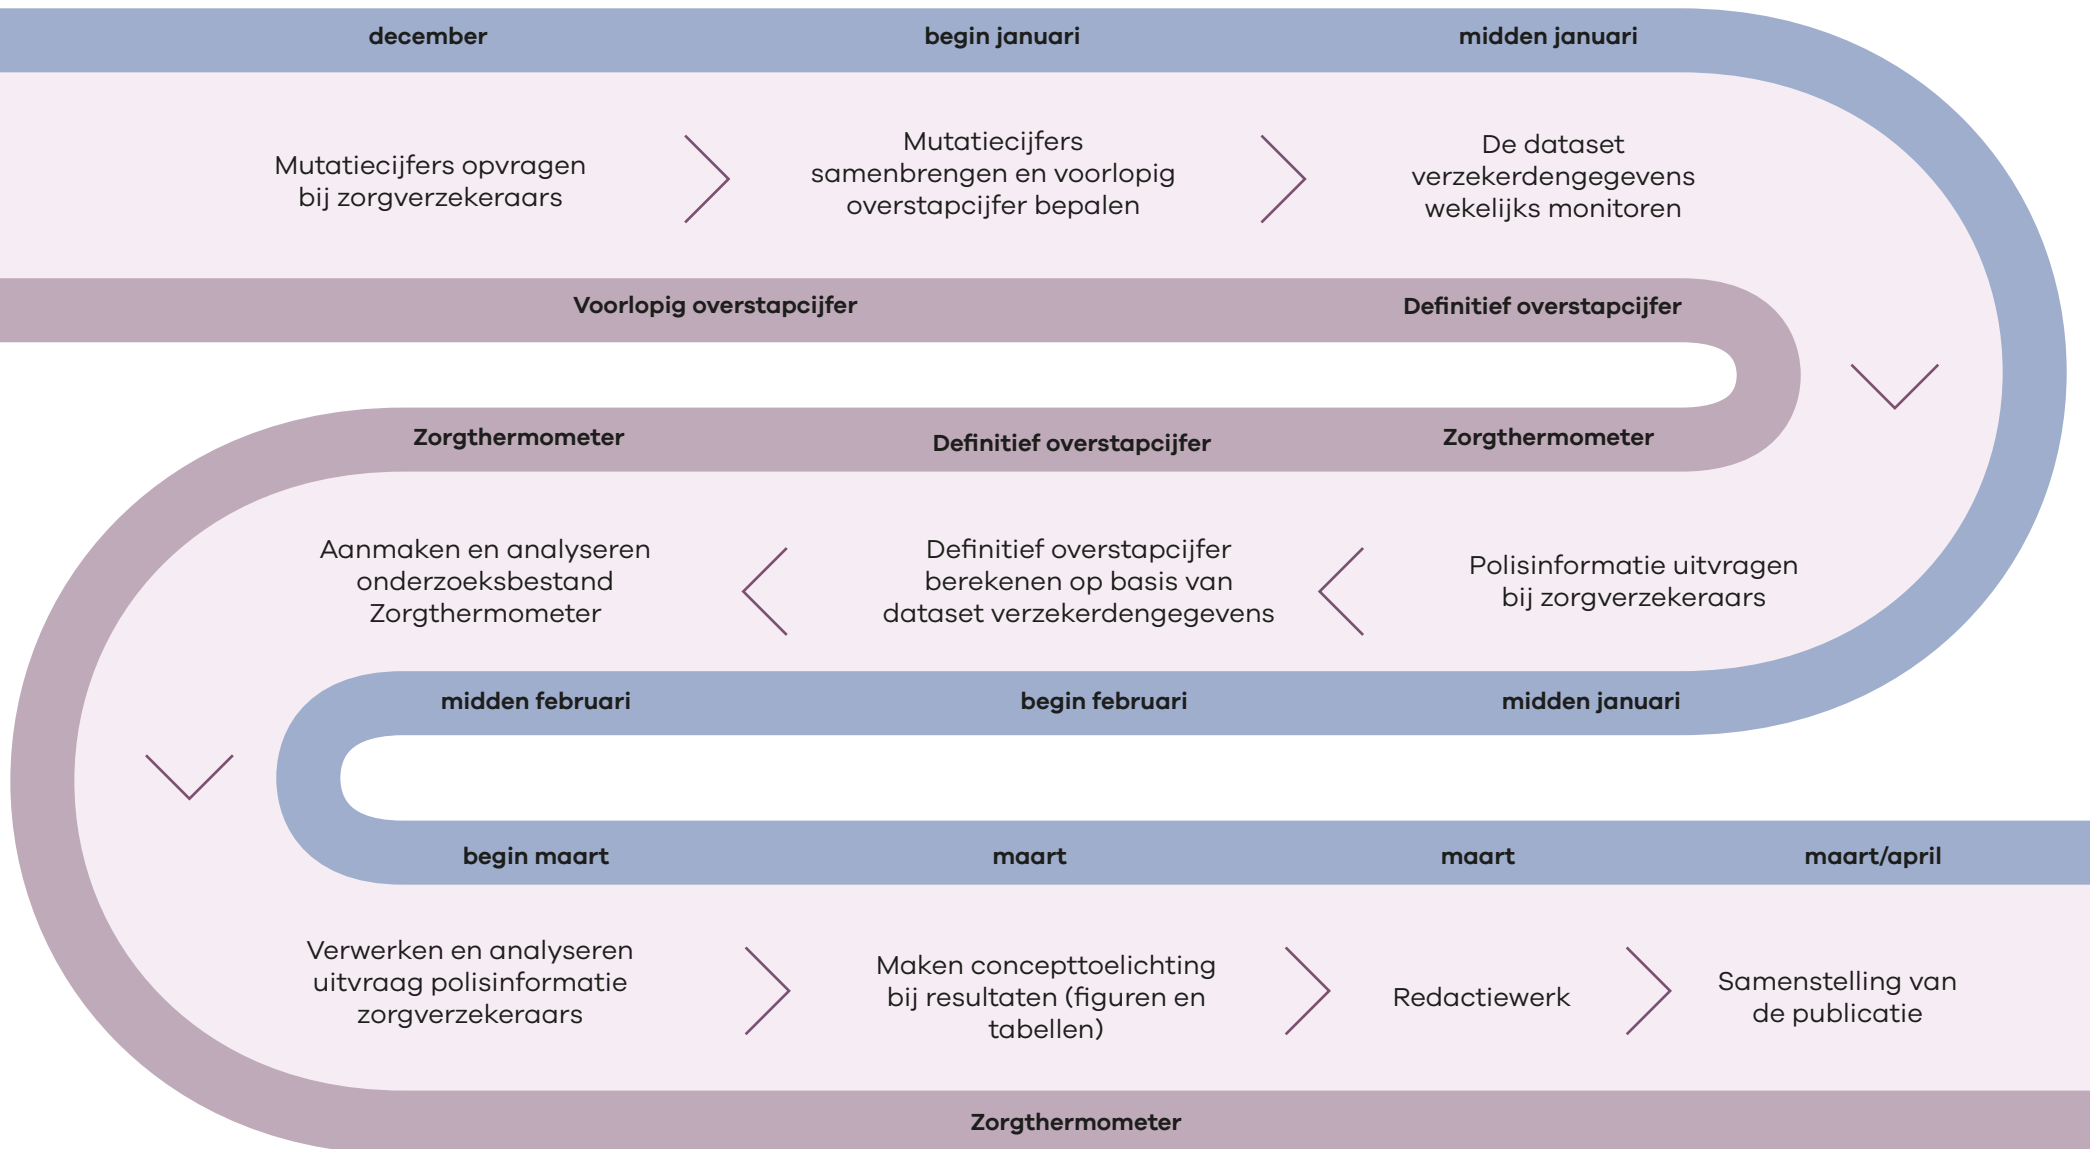 december
begin januari
midden januari
Mutatiecijfers opvragen
bij zorgverzekeraars
Mutatiecijfers
samenbrengen en voorlopig
overstapcijfer bepalen
De dataset
verzekerdengegevens
wekelijks monitoren
Voorlopig overstapcijfer
Definitief overstapcijfer
Zorgthermometer
Definitief overstapcijfer
Zorgthermometer
Aanmaken en analyseren
onderzoeksbestand
Zorgthermometer
Definitief overstapcijfer
berekenen op basis van
dataset verzekerdengegevens
Polisinformatie uitvragen
bij zorgverzekeraars
midden februari
begin februari
midden januari
begin maart
maart
maart
maart/april
Verwerken en analyseren
uitvraag polisinformatie
zorgverzekeraars
Maken concepttoelichting
bij resultaten (figuren en
tabellen)
Redactiewerk
Samenstelling van
de publicatie
Zorgthermometer